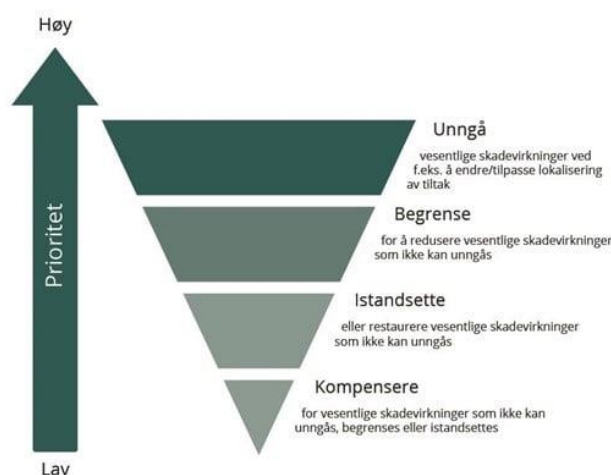 Høy
Prioritet
Unngå
vesentlige skadevirkninger ved
f.eks. å endre/tilpasse lokalisering
av tiltak
Begrense
for å redusere vesentlige skadevirkninger
som ikke kan unngås
Istandsette
eller restaurere vesentlige skadevirkninger
som ikke kan unngås
Kompensere
for vesentlige skadevirkninger som ikke kan
unngås, begrenses eller istandsettes
Lav